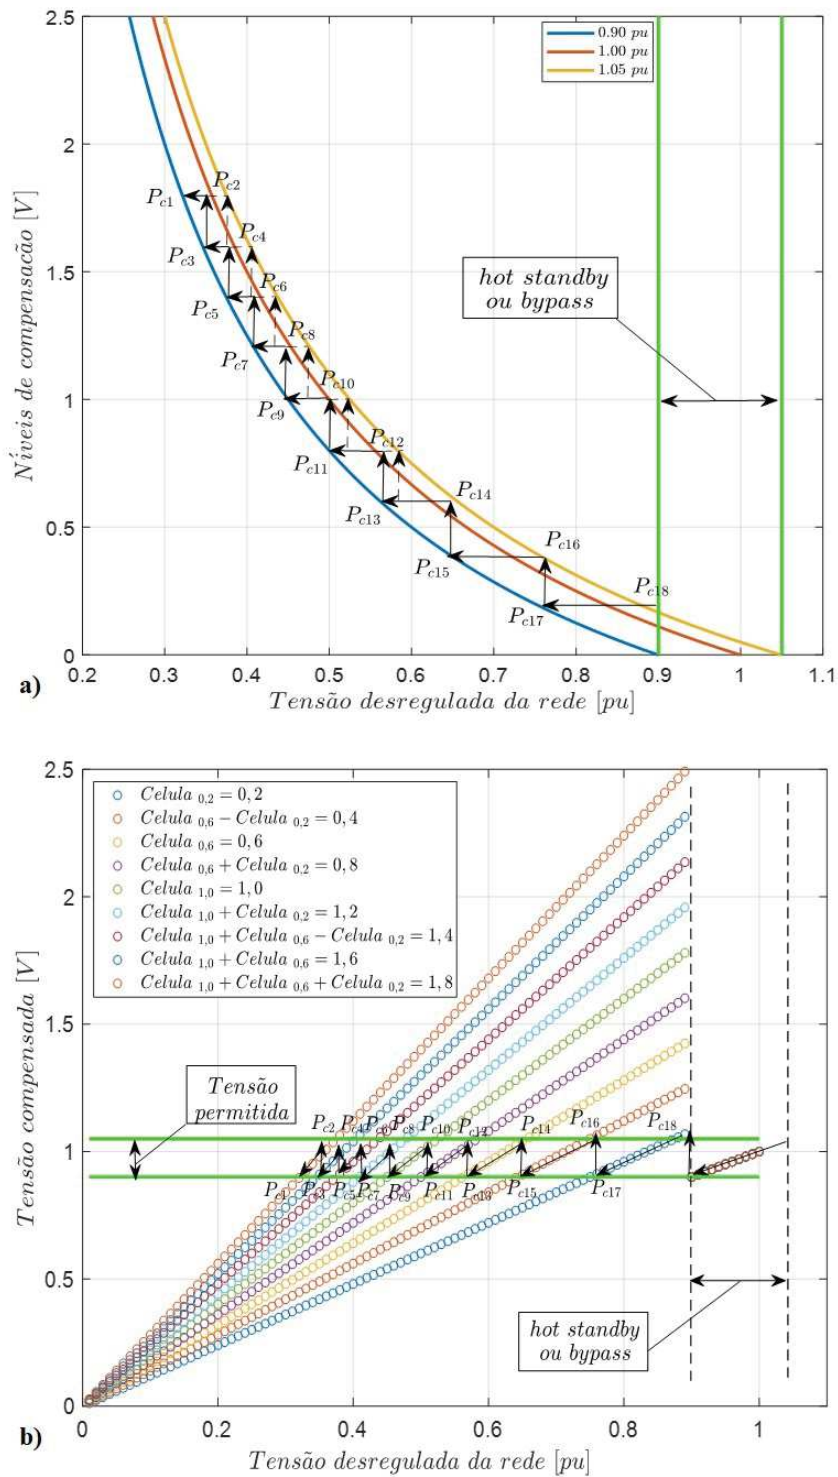 2.5
0.90 pu
1.00 pu
1.05 pu
2
P_c2
P_c1
P_c4
P_c3
P_c6
1.5
hot standby
ou bypass
P_c5
P_c8
P_c7
P_c10
1
P_c9
P_c12
P_c11
P_c14
P_c13
0.5
P_c16
P_c15
P_c18
P_c17
0
0.2 0.3 0.4 0.5 0.6 0.7 0.8 0.9 1 1.1
Níveis de compensação [V]
a)
Tensão desregulada da rede [pu]
2.5
Celula 0,2 = 0,2
Celula 0,6 − Celula 0,2 = 0,4
Celula 0,6 = 0,6
Celula 0,6 + Celula 0,2 = 0,8
2
Celula 1,0 = 1,0
Celula 1,0 + Celula 0,2 = 1,2
Celula 1,0 + Celula 0,6 − Celula 0,2 = 1,4
Celula 1,0 + Celula 0,6 = 1,6
Celula 1,0 + Celula 0,6 + Celula 0,2 = 1,8
1.5
Tensão
permitida
P_c2 P_c4 P_c6 P_c8 P_c10 P_c12 P_c14 P_c16 P_c18
1
P_c1 P_c3 P_c5 P_c7 P_c9 P_c11 P_c13 P_c15 P_c17
0.5
hot standby
ou bypass
0
0 0.2 0.4 0.6 0.8 1
Tensão compensada [V]
b)
Tensão desregulada da rede [pu]